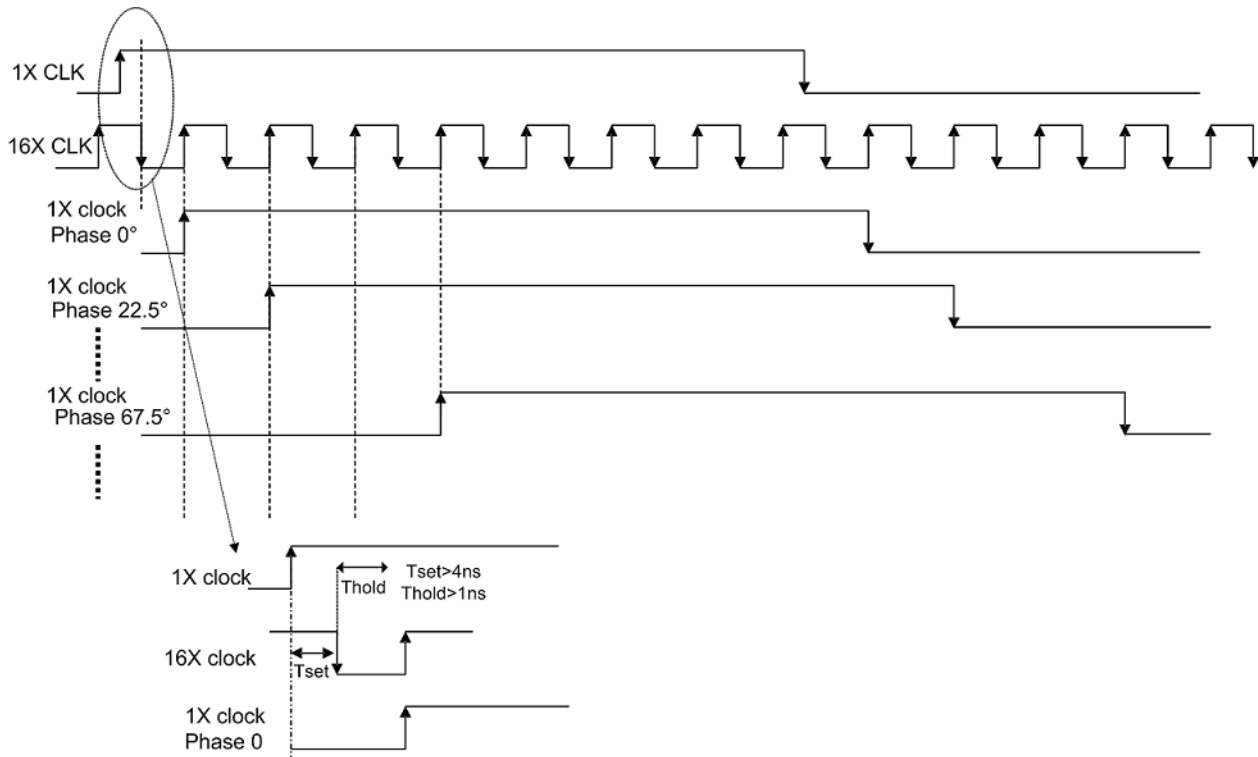 1X CLK
16X CLK
1X clock
Phase 0°
1X clock
Phase 22.5°
1X clock
Phase 67.5°
1X clock
Thold
Tset>4ns
Thold>1ns
16X clock
Tset
1X clock
Phase 0